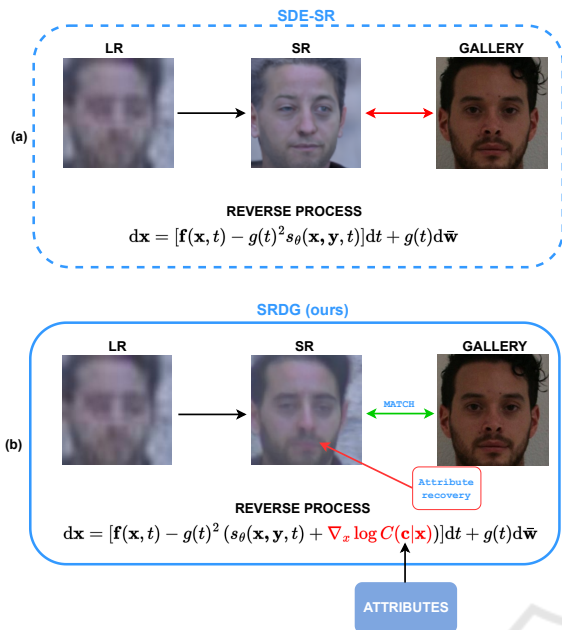 SDE-SR
LR SR GALLERY
(a)
REVERSE PROCESS
dx = [f(x, t) − g(t)²s_θ(x, y, t)]dt + g(t)dw̄
SRDG (ours)
LR SR GALLERY
MATCH
(b)
Attribute
recovery
REVERSE PROCESS
dx = [f(x, t) − g(t)² (s_θ(x, y, t) + ∇ₓ log C(c|x))]dt + g(t)dw̄
ATTRIBUTES